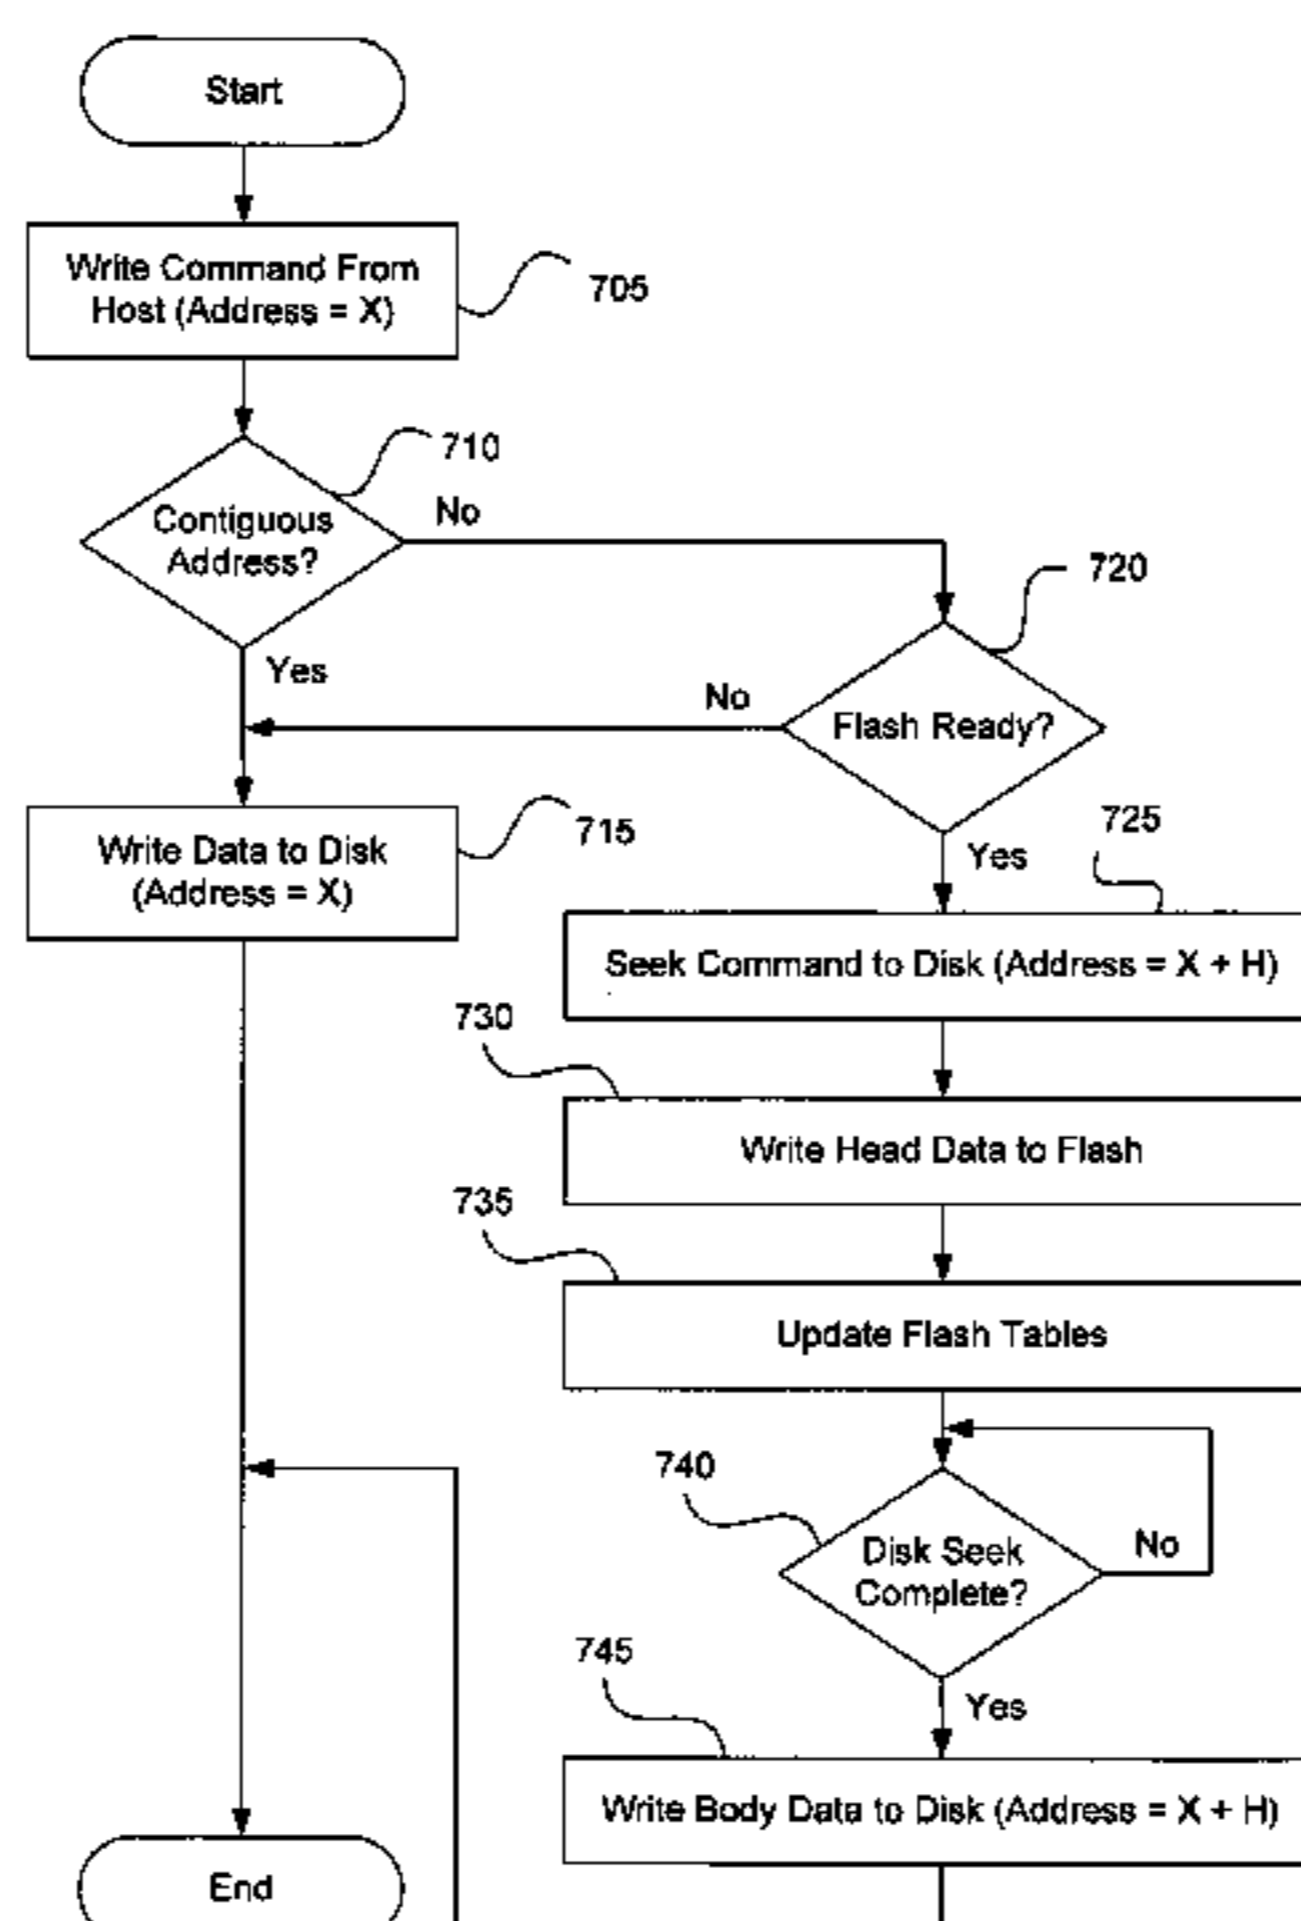 Start
Write Command From
Host (Address = X)
705
710
Contiguous
Address?
No
720
Yes
No
Flash Ready?
715
Write Data to Disk
(Address = X)
725
Yes
Seek Command to Disk (Address = X + H)
730
Write Head Data to Flash
735
Update Flash Tables
740
Disk Seek
Complete?
No
745
Yes
Write Body Data to Disk (Address = X + H)
End